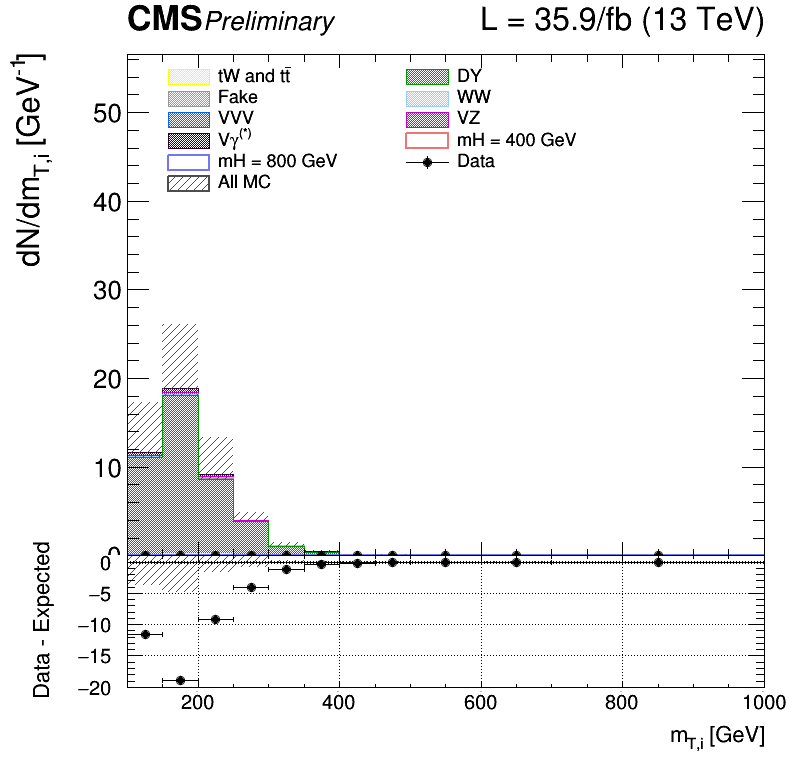 CMS Preliminary L = 35.9/fb (13 TeV)
dN/dm_{T,i} [GeV^{-1}]
tW and tt̄ DY
Fake WW
VVV VZ
Vγ^{(*)} mH = 400 GeV
mH = 800 GeV Data
All MC
50
40
30
20
10
0
Data - Expected
0
−5
−10
−15
−20
200 400 600 800 1000
m_{T,i} [GeV]